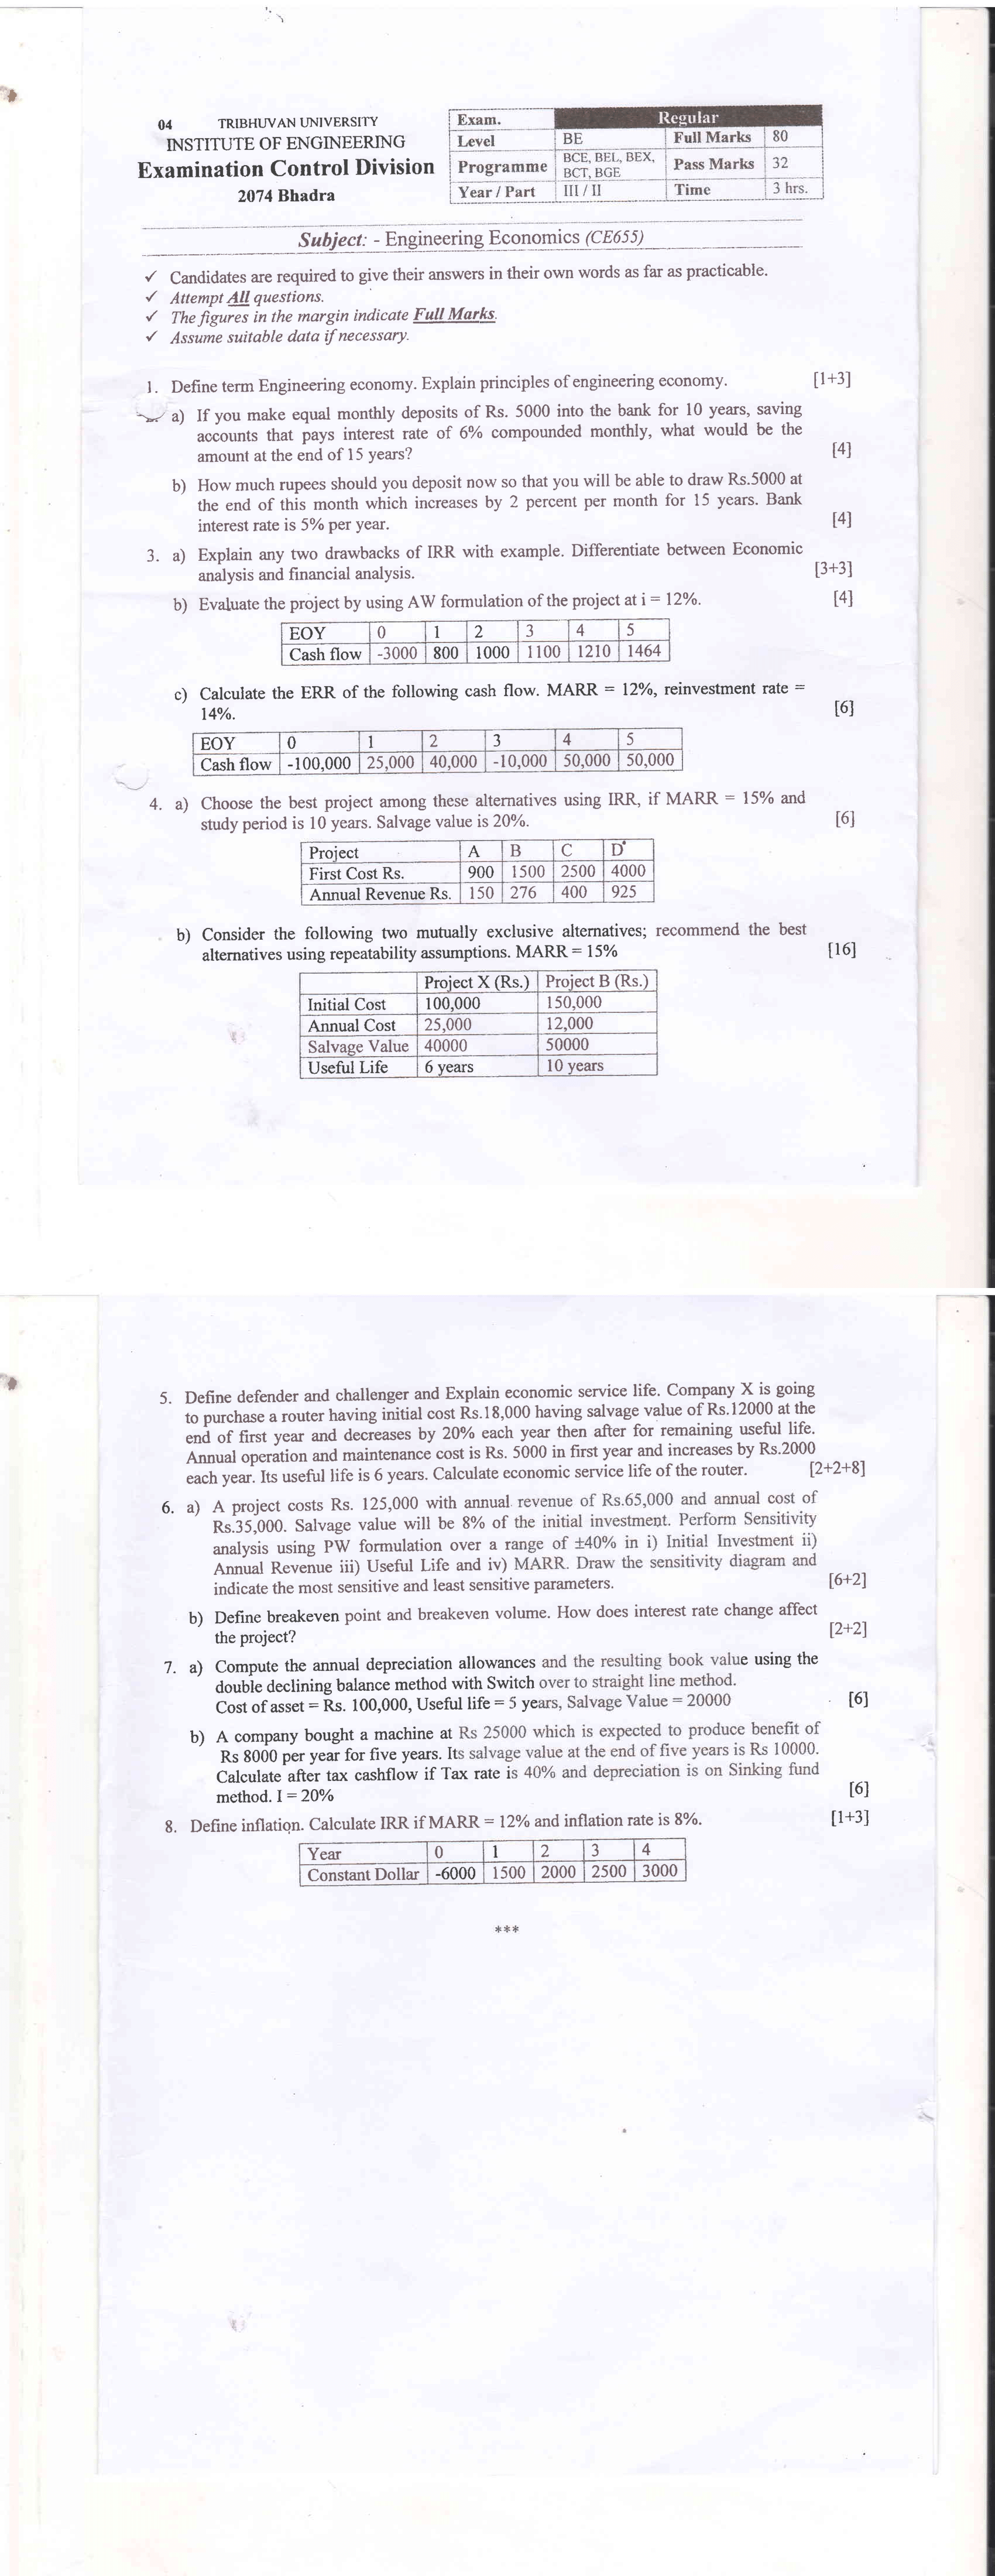 04 TRIBHUVAN UNIVERSITY
INSTITUTE OF ENGINEERING
Examination Control Division
2074 Bhadra
Exam. Regular
Level BE Full Marks 80
Programme BCE, BEL, BEX, BCT, BGE Pass Marks 32
Year / Part III / II Time 3 hrs.
Subject: - Engineering Economics (CE655)
✓ Candidates are required to give their answers in their own words as far as practicable.
✓ Attempt All questions.
✓ The figures in the margin indicate Full Marks.
✓ Assume suitable data if necessary.
1. Define term Engineering economy. Explain principles of engineering economy. [1+3]
a) If you make equal monthly deposits of Rs. 5000 into the bank for 10 years, saving
accounts that pays interest rate of 6% compounded monthly, what would be the
amount at the end of 15 years? [4]
b) How much rupees should you deposit now so that you will be able to draw Rs.5000 at
the end of this month which increases by 2 percent per month for 15 years. Bank
interest rate is 5% per year. [4]
3. a) Explain any two drawbacks of IRR with example. Differentiate between Economic
analysis and financial analysis. [3+3]
b) Evaluate the project by using AW formulation of the project at i = 12%. [4]
EOY 0 1 2 3 4 5
Cash flow -3000 800 1000 1100 1210 1464
c) Calculate the ERR of the following cash flow. MARR = 12%, reinvestment rate =
14%. [6]
EOY 0 1 2 3 4 5
Cash flow -100,000 25,000 40,000 -10,000 50,000 50,000
4. a) Choose the best project among these alternatives using IRR, if MARR = 15% and
study period is 10 years. Salvage value is 20%. [6]
Project A B C D
First Cost Rs. 900 1500 2500 4000
Annual Revenue Rs. 150 276 400 925
b) Consider the following two mutually exclusive alternatives; recommend the best
alternatives using repeatability assumptions. MARR = 15% [16]
Project X (Rs.) Project B (Rs.)
Initial Cost 100,000 150,000
Annual Cost 25,000 12,000
Salvage Value 40000 50000
Useful Life 6 years 10 years
5. Define defender and challenger and Explain economic service life. Company X is going
to purchase a router having initial cost Rs.18,000 having salvage value of Rs.12000 at the
end of first year and decreases by 20% each year then after for remaining useful life.
Annual operation and maintenance cost is Rs. 5000 in first year and increases by Rs.2000
each year. Its useful life is 6 years. Calculate economic service life of the router. [2+2+8]
6. a) A project costs Rs. 125,000 with annual revenue of Rs.65,000 and annual cost of
Rs.35,000. Salvage value will be 8% of the initial investment. Perform Sensitivity
analysis using PW formulation over a range of ±40% in i) Initial Investment ii)
Annual Revenue iii) Useful Life and iv) MARR. Draw the sensitivity diagram and
indicate the most sensitive and least sensitive parameters. [6+2]
b) Define breakeven point and breakeven volume. How does interest rate change affect
the project? [2+2]
7. a) Compute the annual depreciation allowances and the resulting book value using the
double declining balance method with Switch over to straight line method.
Cost of asset = Rs. 100,000, Useful life = 5 years, Salvage Value = 20000 [6]
b) A company bought a machine at Rs 25000 which is expected to produce benefit of
Rs 8000 per year for five years. Its salvage value at the end of five years is Rs 10000.
Calculate after tax cashflow if Tax rate is 40% and depreciation is on Sinking fund
method. I = 20% [6]
8. Define inflation. Calculate IRR if MARR = 12% and inflation rate is 8%. [1+3]
Year 0 1 2 3 4
Constant Dollar -6000 1500 2000 2500 3000
***